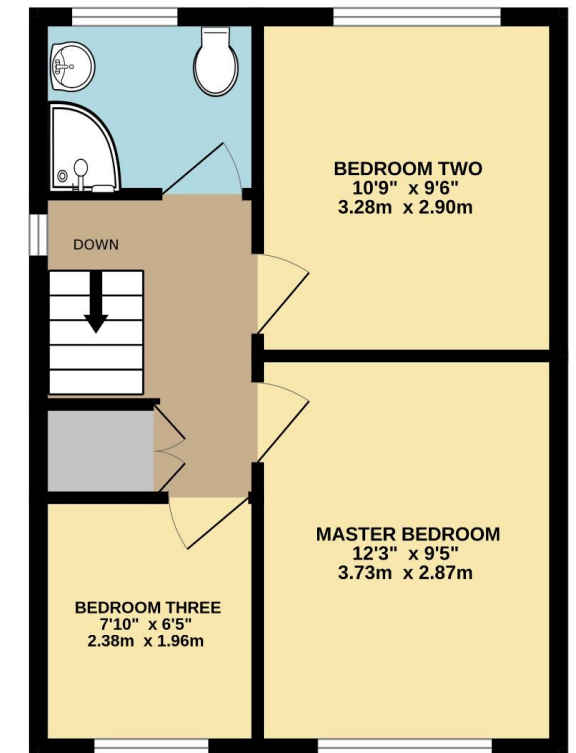 BEDROOM TWO
10'9" x 9'6"
3.28m x 2.90m
DOWN
MASTER BEDROOM
12'3" x 9'5"
3.73m x 2.87m
BEDROOM THREE
7'10" x 6'5"
2.38m x 1.96m